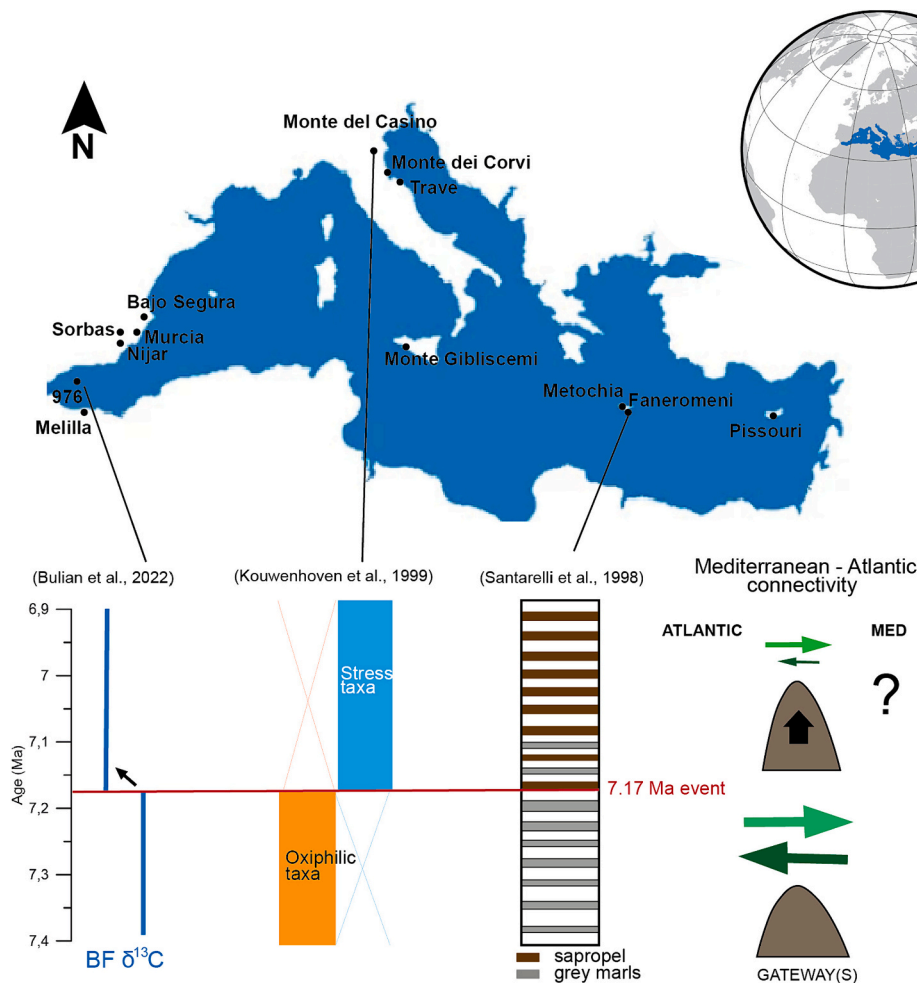 N
Monte del Casino
Monte dei Corvi
Trave
Bajo Segura
Sorbas
Murcia
Nijar
Monte Gibliscemi
976
Melilla
Metochia
Faneromeni
Pissouri
(Bulian et al., 2022)
(Kouwenhoven et al., 1999)
(Santarelli et al., 1998)
Mediterranean - Atlantic
connectivity
ATLANTIC
MED
?
Age (Ma)
6,9
7
7,1
7,2
7,3
7,4
Stress
taxa
7.17 Ma event
Oxiphilic
taxa
BF δ¹³C
sapropel
grey marls
GATEWAY(S)